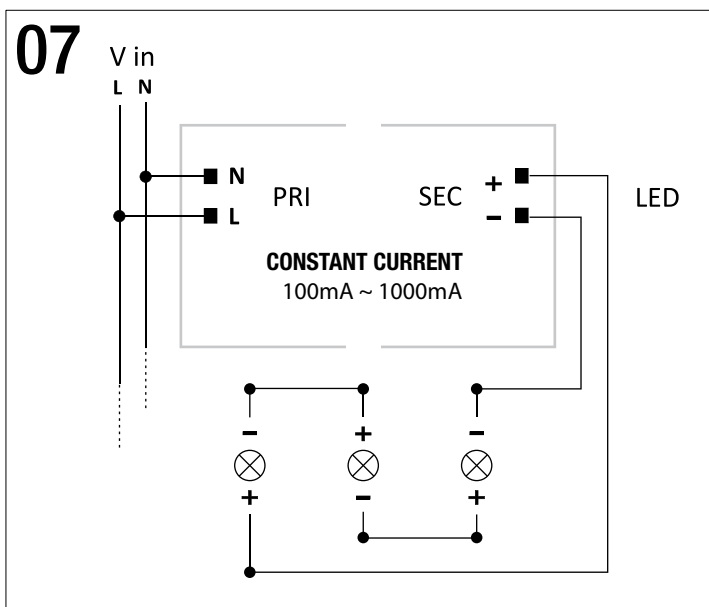 07
V in
L N
N PRI SEC + LED
L -
CONSTANT CURRENT
100mA ~ 1000mA
- + -
+ - +